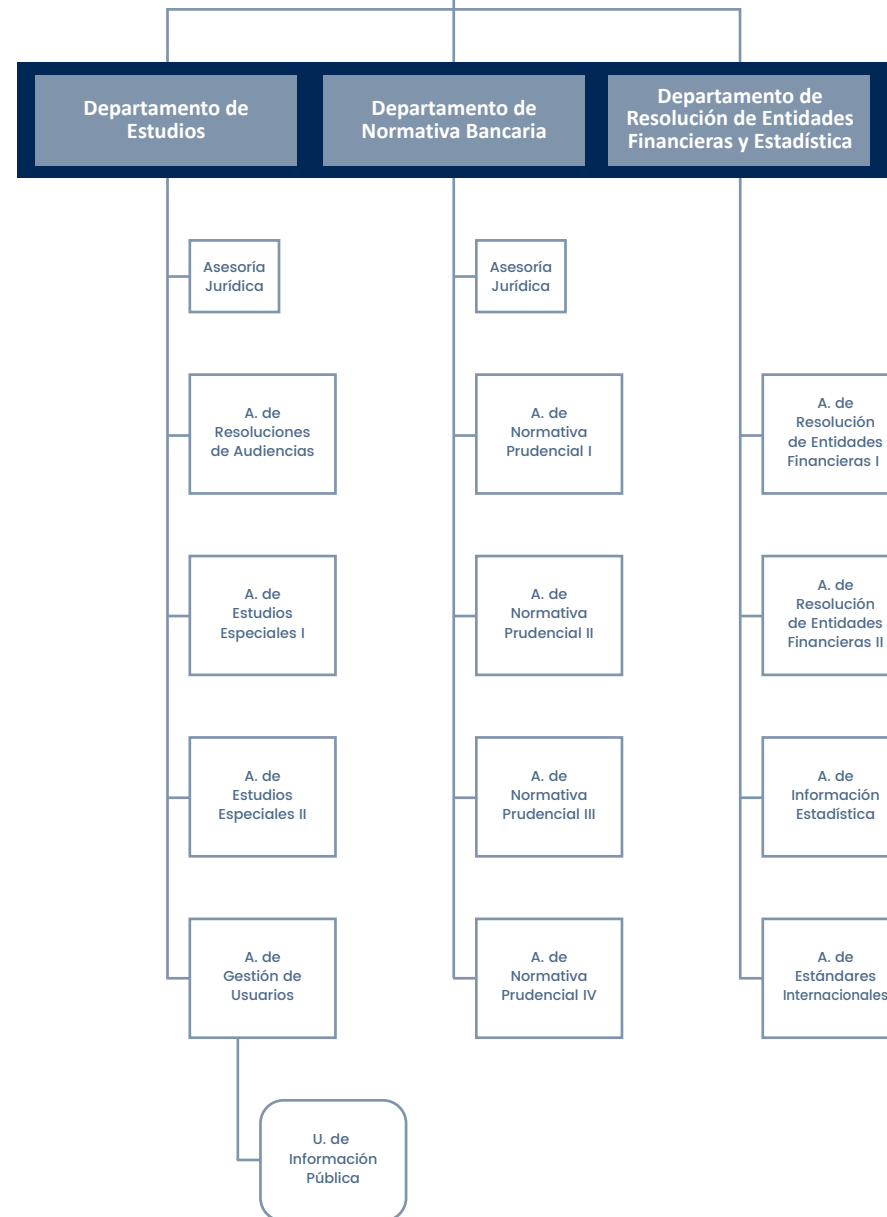 Departamento de
Estudios
Departamento de
Normativa Bancaria
Departamento de
Resolución de Entidades
Financieras y Estadística
Asesoría
Jurídica
Asesoría
Jurídica
A. de
Resoluciones
de Audiencias
A. de
Normativa
Prudencial I
A. de
Resolución
de Entidades
Financieras I
A. de
Estudios
Especiales I
A. de
Normativa
Prudencial II
A. de
Resolución
de Entidades
Financieras II
A. de
Estudios
Especiales II
A. de
Normativa
Prudencial III
A. de
Información
Estadística
A. de
Gestión de
Usuarios
A. de
Normativa
Prudencial IV
A. de
Estándares
Internacionales
U. de
Información
Pública